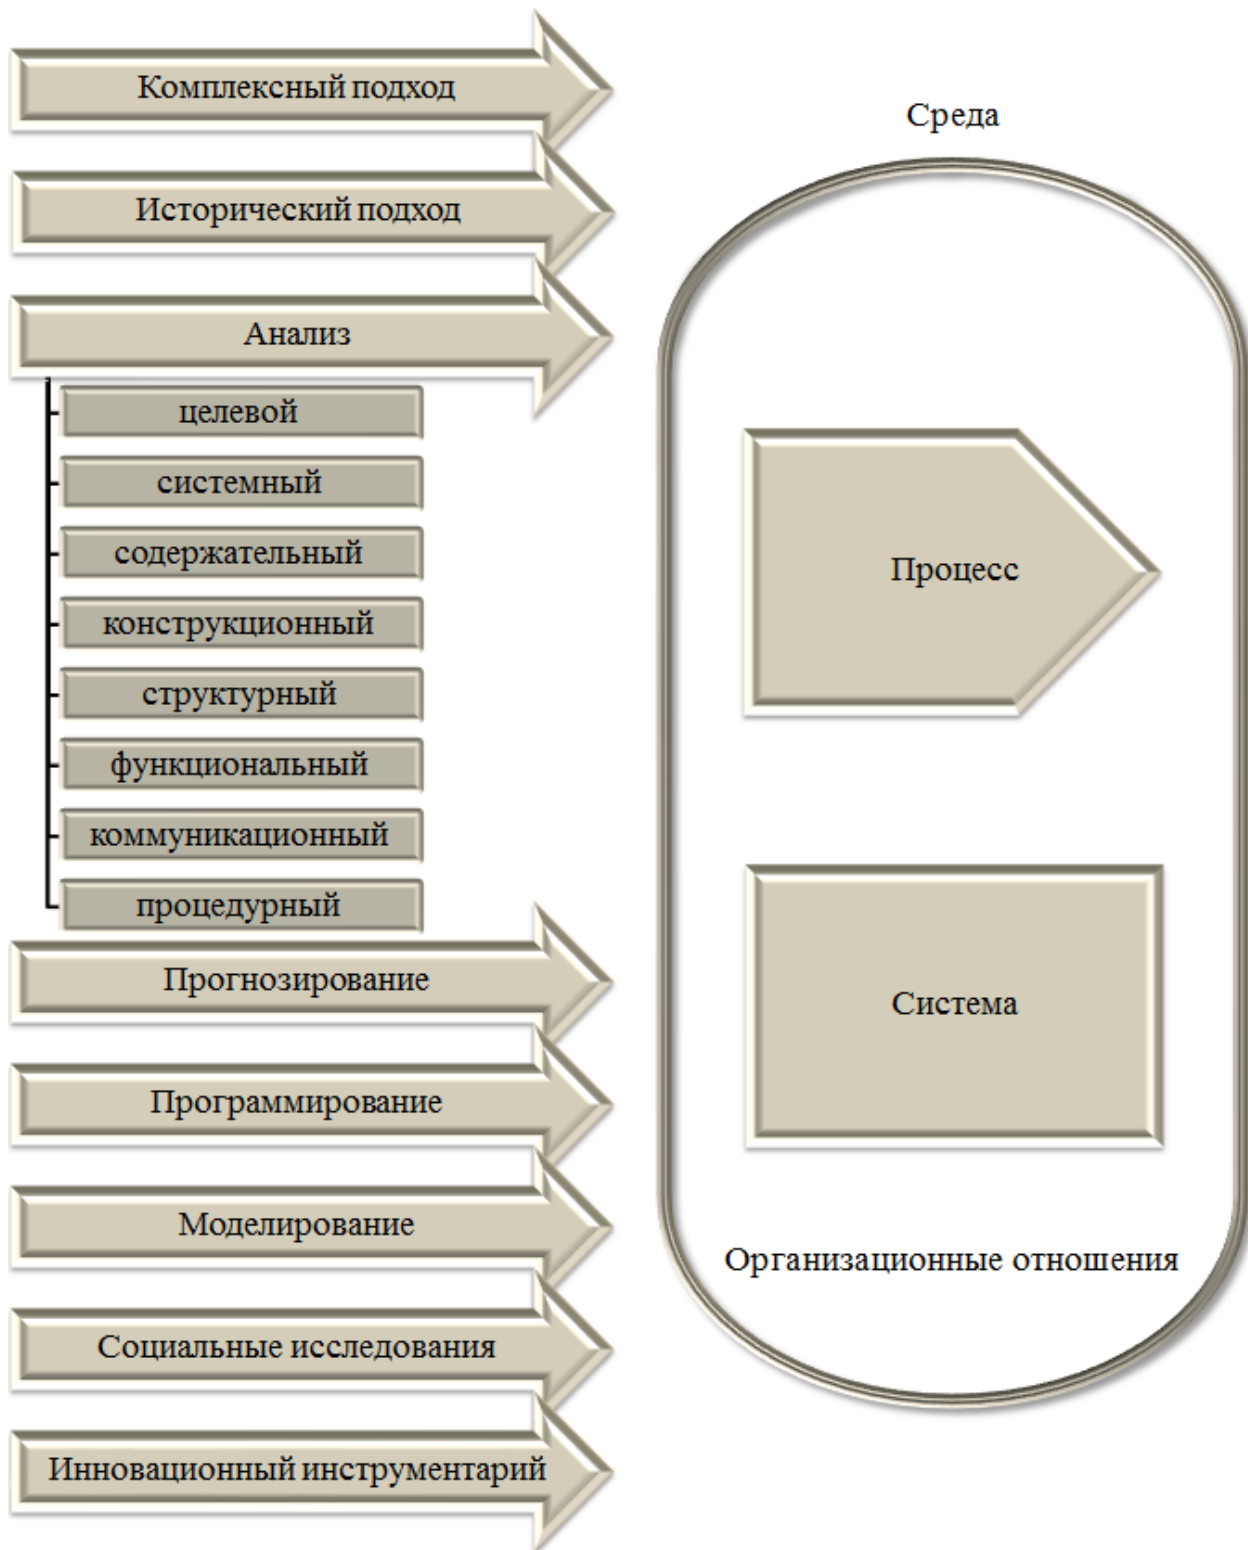 Комплексный подход
Исторический подход
Анализ
целевой
системный
содержательный
конструкционный
структурный
функциональный
коммуникационный
процедурный
Прогнозирование
Программирование
Моделирование
Социальные исследования
Инновационный инструментарий
Среда
Процесс
Система
Организационные отношения